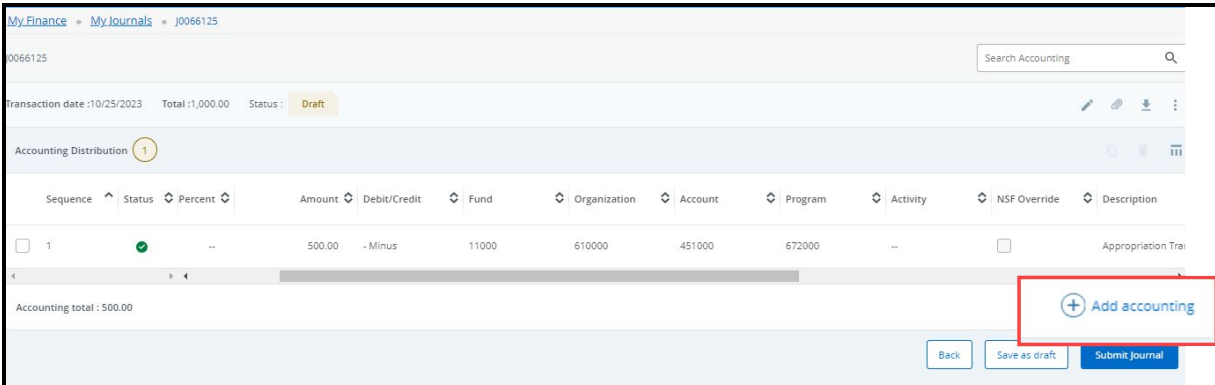 My Finance • My Journals • J0066125
J0066125 Search Accounting
Transaction date :10/25/2023 Total :1,000.00 Status : Draft
Accounting Distribution 1
Sequence Status Percent Amount Debit/Credit Fund Organization Account Program Activity NSF Override Description
1 -- 500.00 - Minus 11000 610000 451000 672000 -- Appropriation Tra
Accounting total : 500.00 Add accounting
Back Save as draft Submit Journal